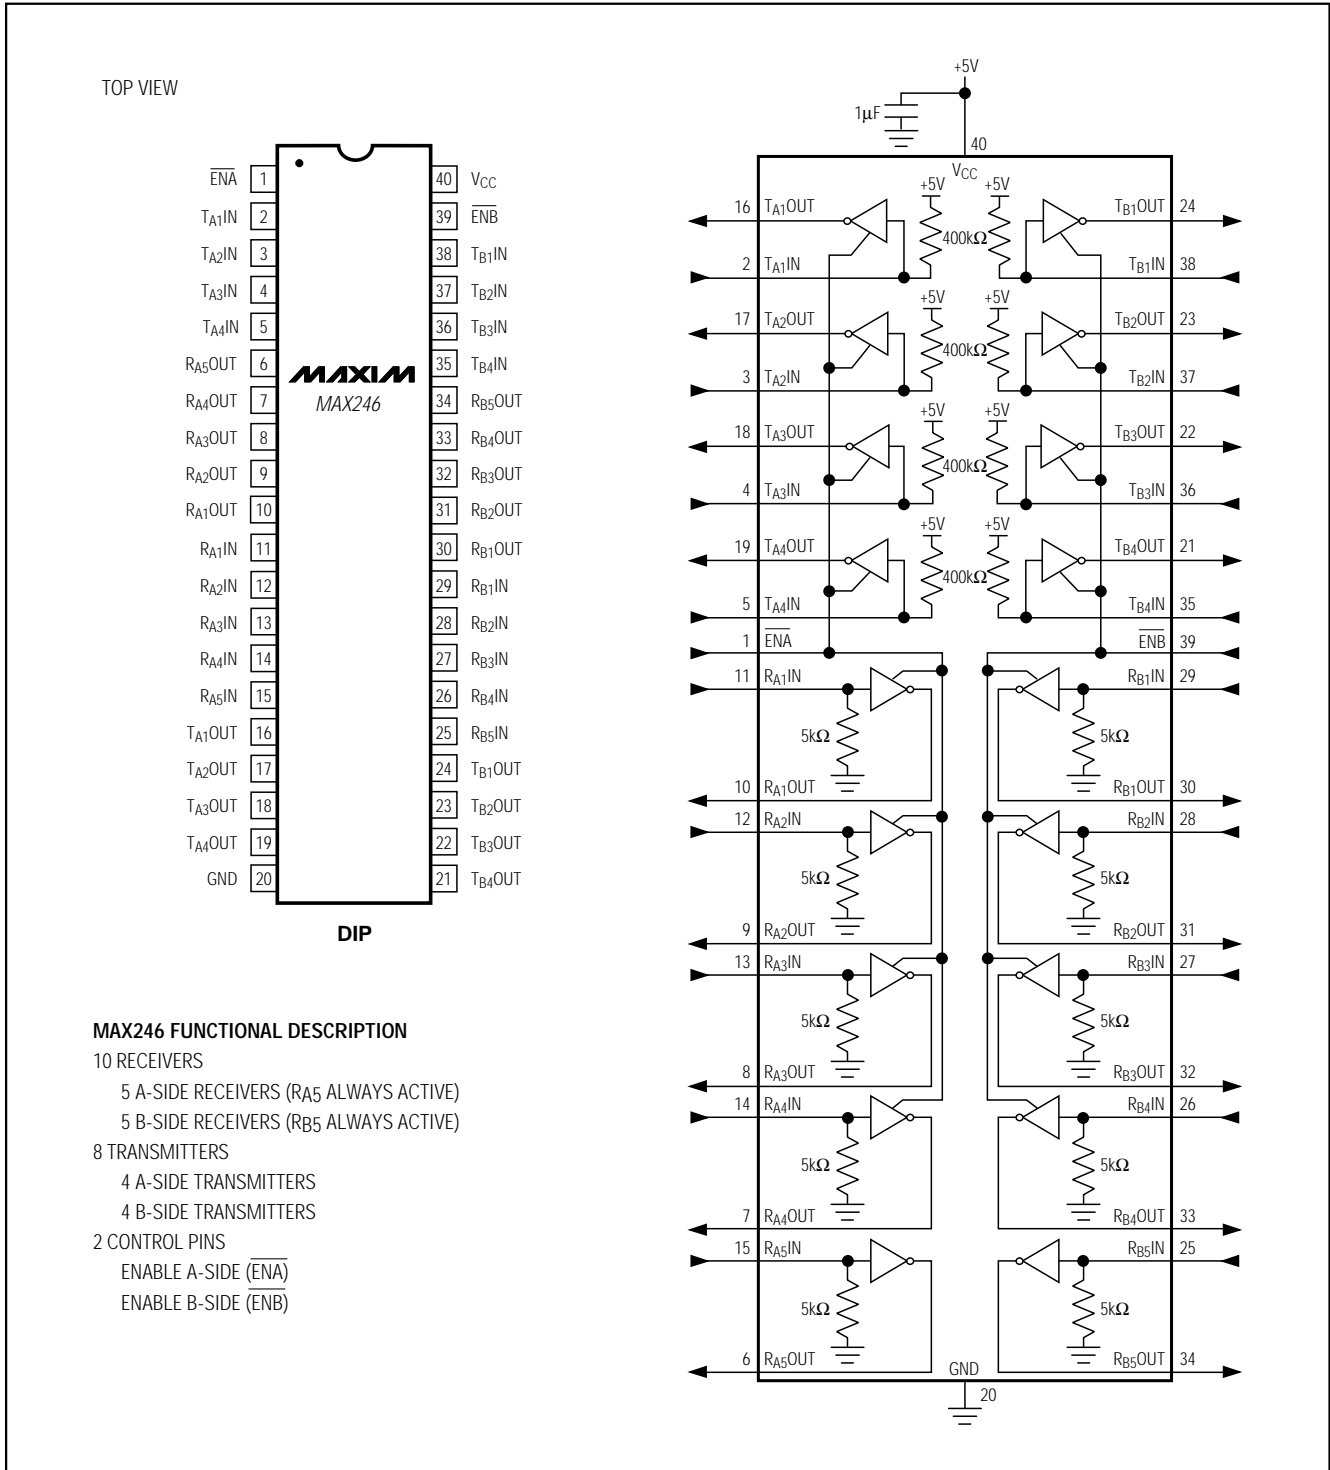 TOP VIEW
ENA 1
TA1IN 2
TA2IN 3
TA3IN 4
TA4IN 5
RA5OUT 6
RA4OUT 7
RA3OUT 8
RA2OUT 9
RA1OUT 10
RA1IN 11
RA2IN 12
RA3IN 13
RA4IN 14
RA5IN 15
TA1OUT 16
TA2OUT 17
TA3OUT 18
TA4OUT 19
GND 20
MAXIM
MAX246
40 VCC
39 ENB
38 TB1IN
37 TB2IN
36 TB3IN
35 TB4IN
34 RB5OUT
33 RB4OUT
32 RB3OUT
31 RB2OUT
30 RB1OUT
29 RB1IN
28 RB2IN
27 RB3IN
26 RB4IN
25 RB5IN
24 TB1OUT
23 TB2OUT
22 TB3OUT
21 TB4OUT
DIP
MAX246 FUNCTIONAL DESCRIPTION
10 RECEIVERS
5 A-SIDE RECEIVERS (RA5 ALWAYS ACTIVE)
5 B-SIDE RECEIVERS (RB5 ALWAYS ACTIVE)
8 TRANSMITTERS
4 A-SIDE TRANSMITTERS
4 B-SIDE TRANSMITTERS
2 CONTROL PINS
ENABLE A-SIDE (ENA)
ENABLE B-SIDE (ENB)
+5V
1µF
40
VCC
+5V +5V
16 TA1OUT TB1OUT 24
400kΩ
2 TA1IN TB1IN 38
+5V +5V
17 TA2OUT TB2OUT 23
400kΩ
3 TA2IN TB2IN 37
+5V +5V
18 TA3OUT TB3OUT 22
400kΩ
4 TA3IN TB3IN 36
+5V +5V
19 TA4OUT TB4OUT 21
400kΩ
5 TA4IN TB4IN 35
1 ENA ENB 39
11 RA1IN RB1IN 29
5kΩ 5kΩ
10 RA1OUT RB1OUT 30
12 RA2IN RB2IN 28
5kΩ 5kΩ
9 RA2OUT RB2OUT 31
13 RA3IN RB3IN 27
5kΩ 5kΩ
8 RA3OUT RB3OUT 32
14 RA4IN RB4IN 26
5kΩ 5kΩ
7 RA4OUT RB4OUT 33
15 RA5IN RB5IN 25
5kΩ 5kΩ
6 RA5OUT RB5OUT 34
GND
20